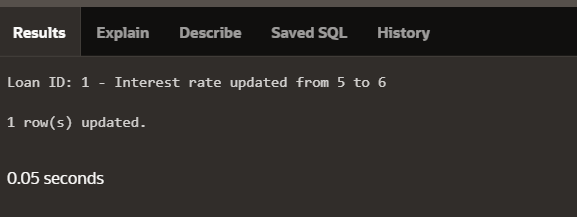 Results Explain Describe Saved SQL History
Loan ID: 1 - Interest rate updated from 5 to 6
1 row(s) updated.
0.05 seconds